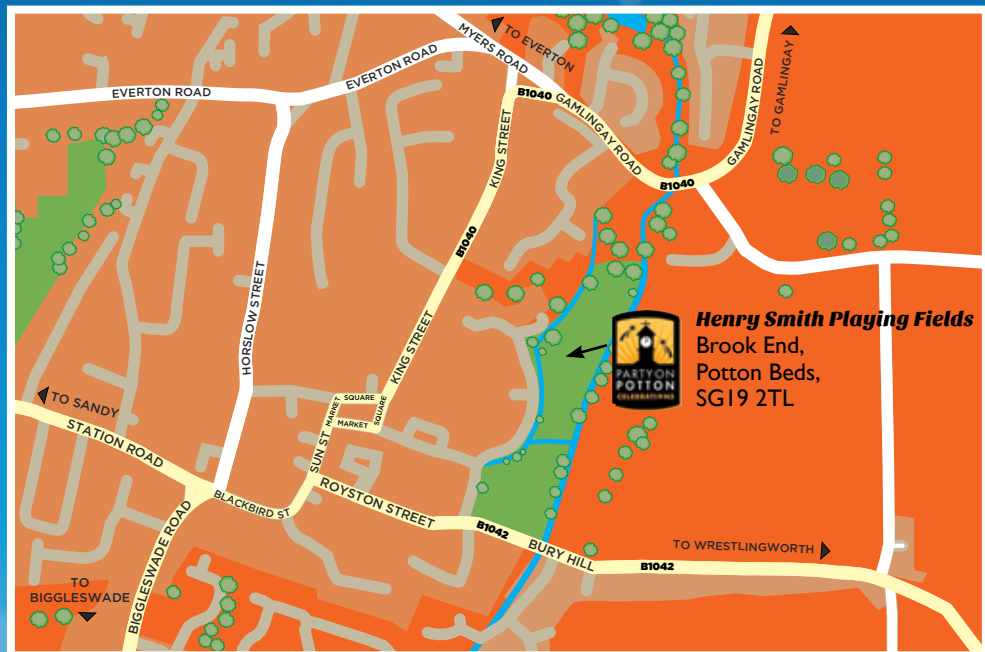 TO EVERTON
MYERS ROAD
EVERTON ROAD
EVERTON ROAD
B1040
GAMLINGAY ROAD
GAMLINGAY ROAD
TO GAMLINGAY
B1040
KING STREET
B1040
KING STREET
HORSLOW STREET
Henry Smith Playing Fields
Brook End,
Potton Beds,
SG19 2TL
PARTY ON
POTTON
CELEBRATIONS
TO SANDY
STATION ROAD
SQUARE
MARKET
MARKET
SQUARE
SUN ST
BLACKBIRD ST
ROYSTON STREET
B1042
BURY HILL
B1042
TO WRESTLINGWORTH
BIGGLESWADE ROAD
TO
BIGGLESWADE